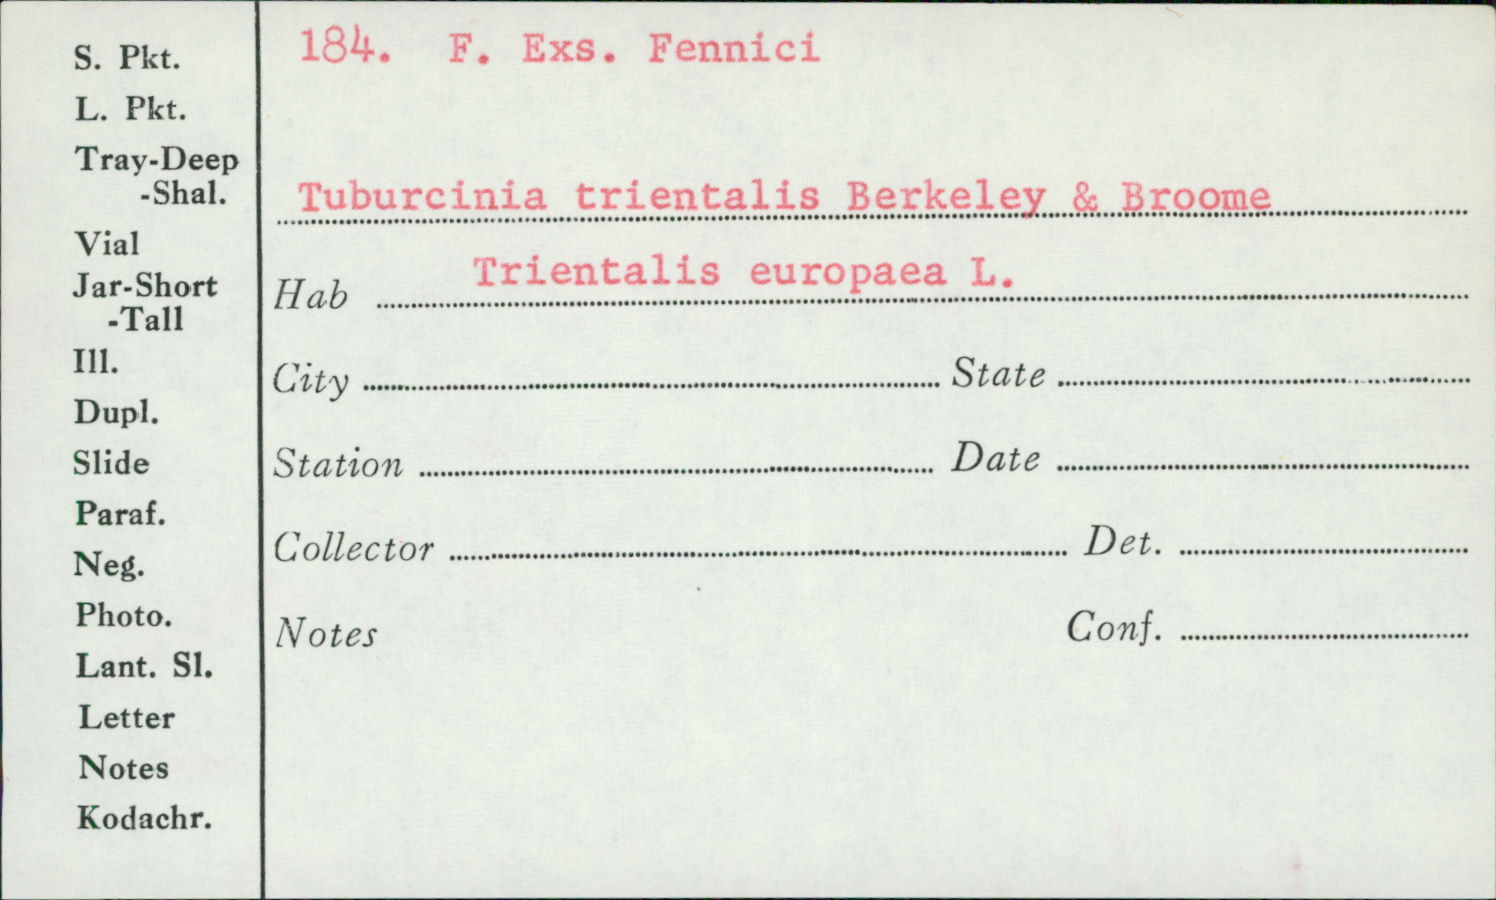 184. F. Exs. Fennici
Tuburcinia trientalis Berkeley & Broome
Hab Trientalis europaea L.
City State
Station Date
Collector Det.
Notes Conf.
S. Pkt.
L. Pkt.
Tray-Deep
-Shal.
Vial
Jar-Short
-Tall
Ill.
Dupl.
Slide
Paraf.
Neg.
Photo.
Lant. Sl.
Letter
Notes
Kodachr.